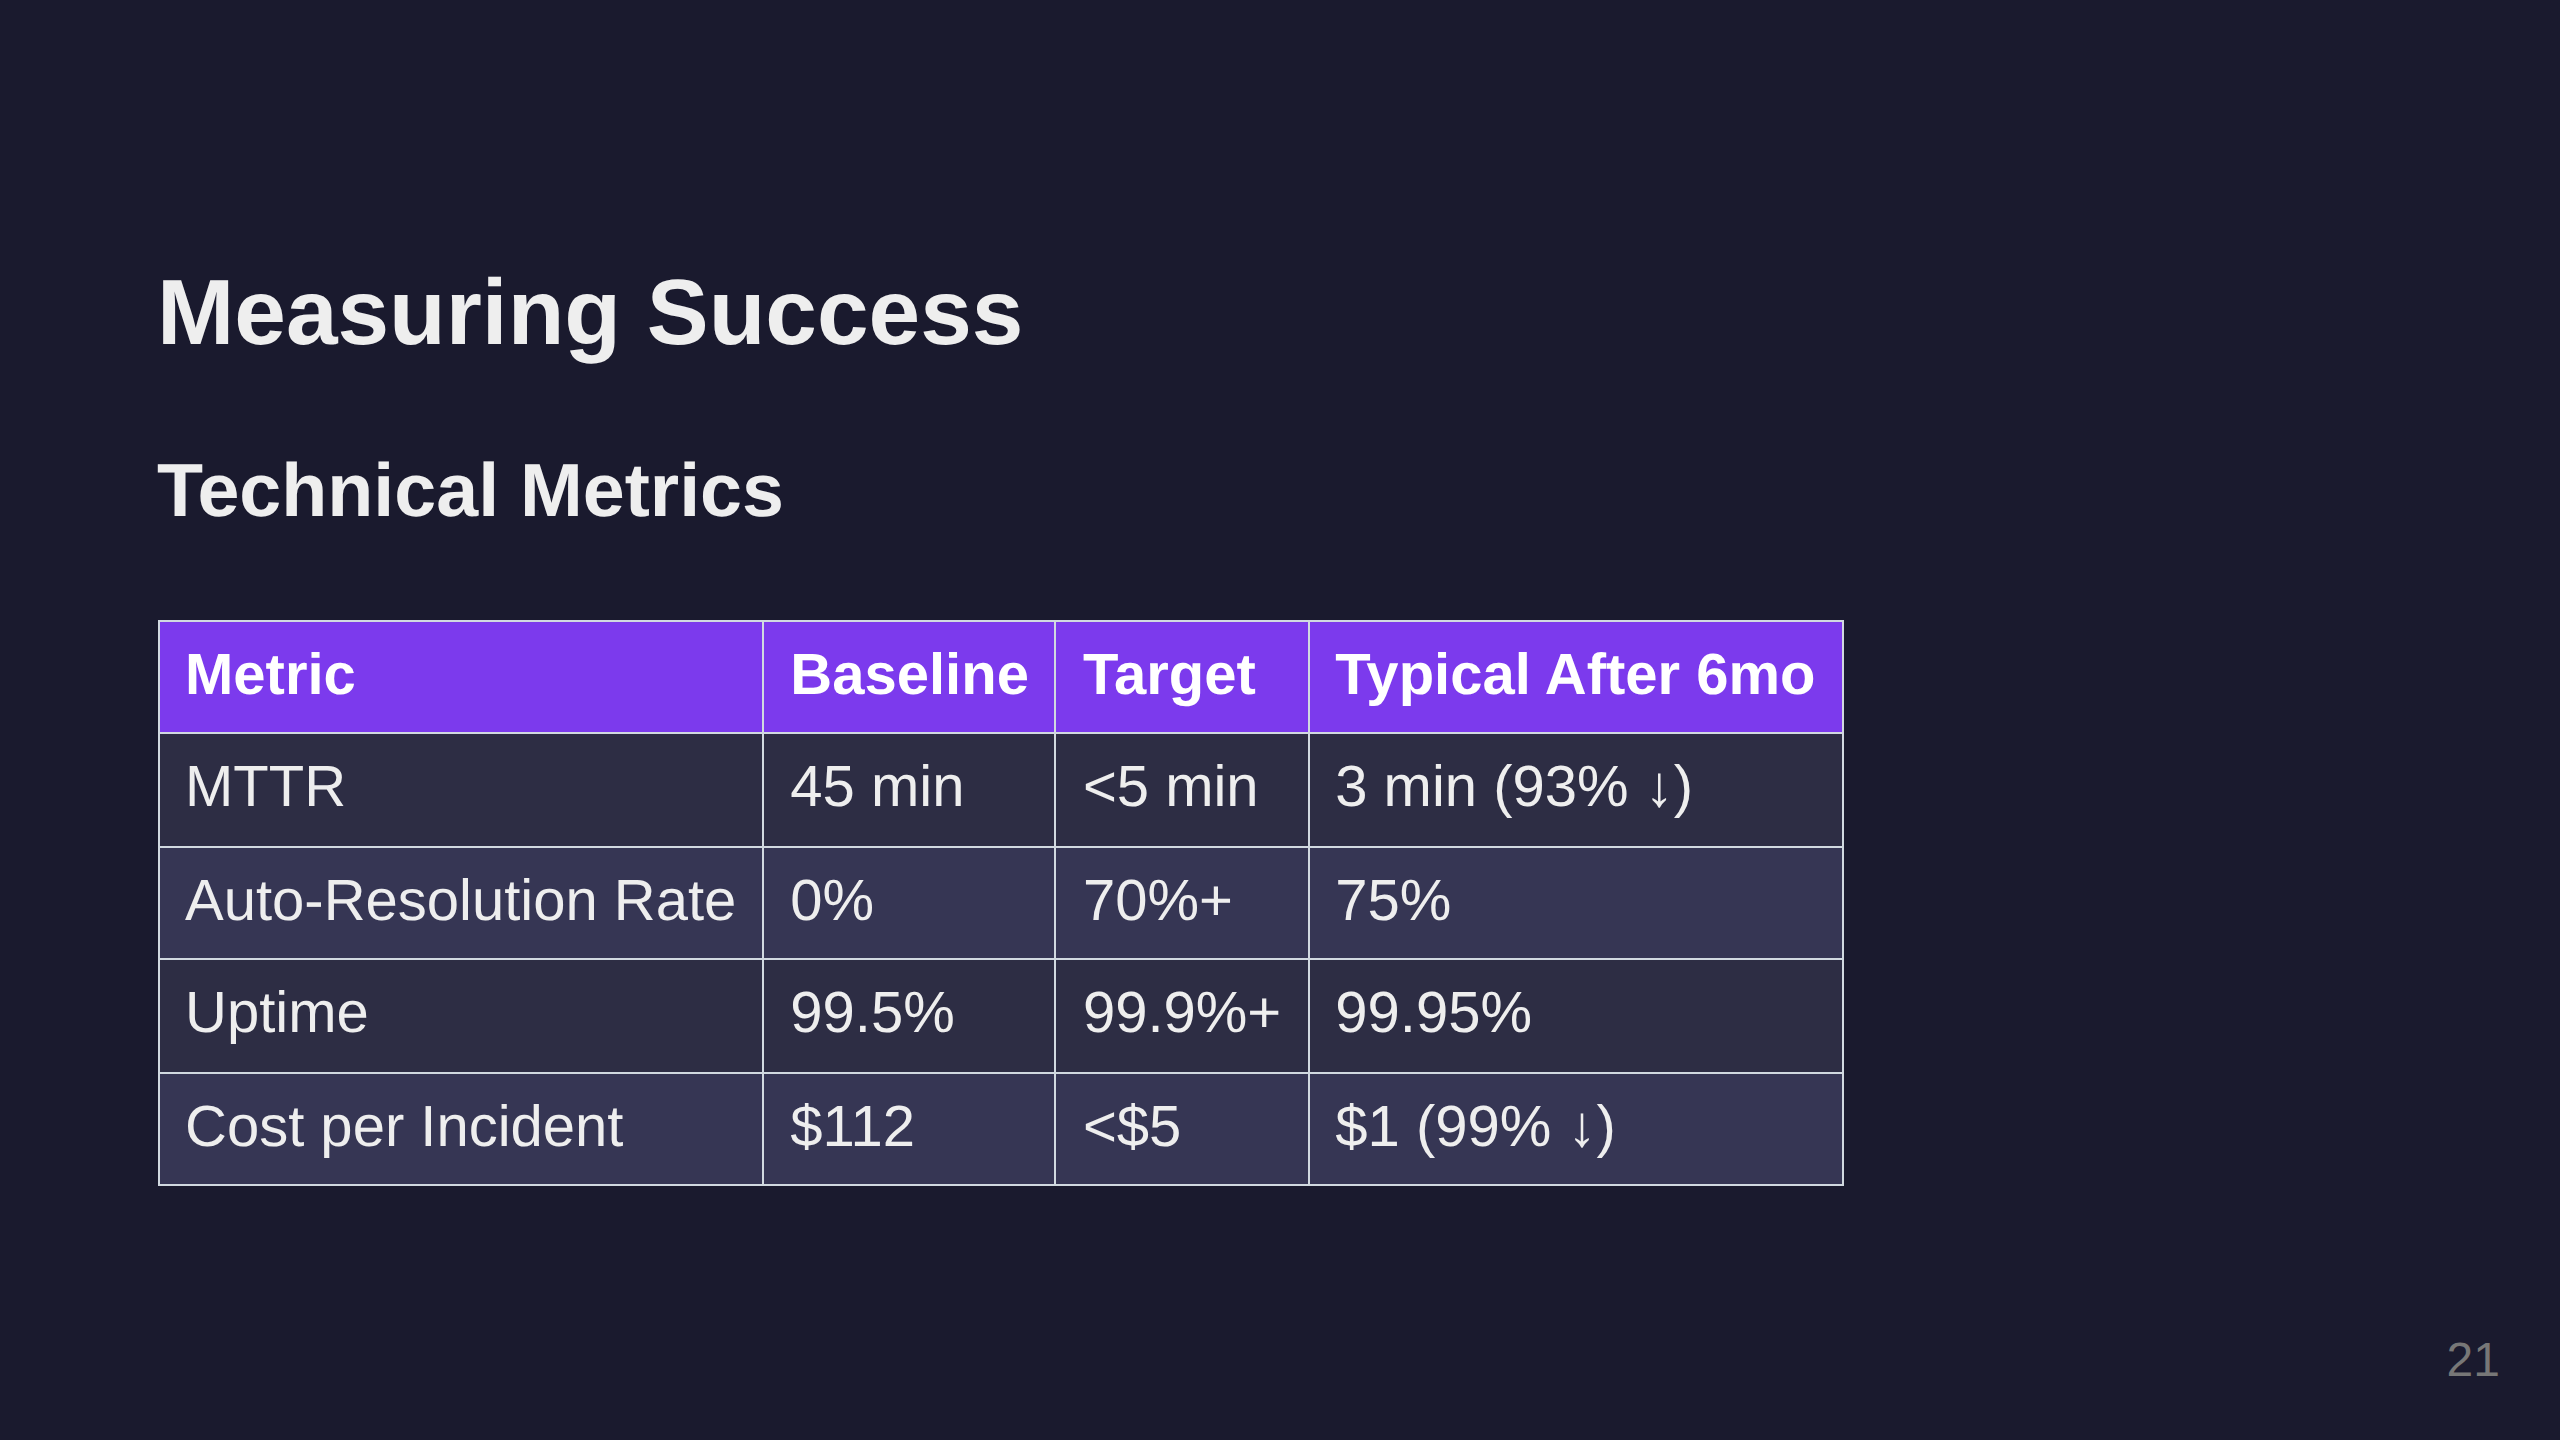 Measuring Success
Technical Metrics
Metric Baseline Target Typical After 6mo
MTTR 45 min <5 min 3 min (93% ↓)
Auto-Resolution Rate 0% 70%+ 75%
Uptime 99.5% 99.9%+ 99.95%
Cost per Incident $112 <$5 $1 (99% ↓)
21